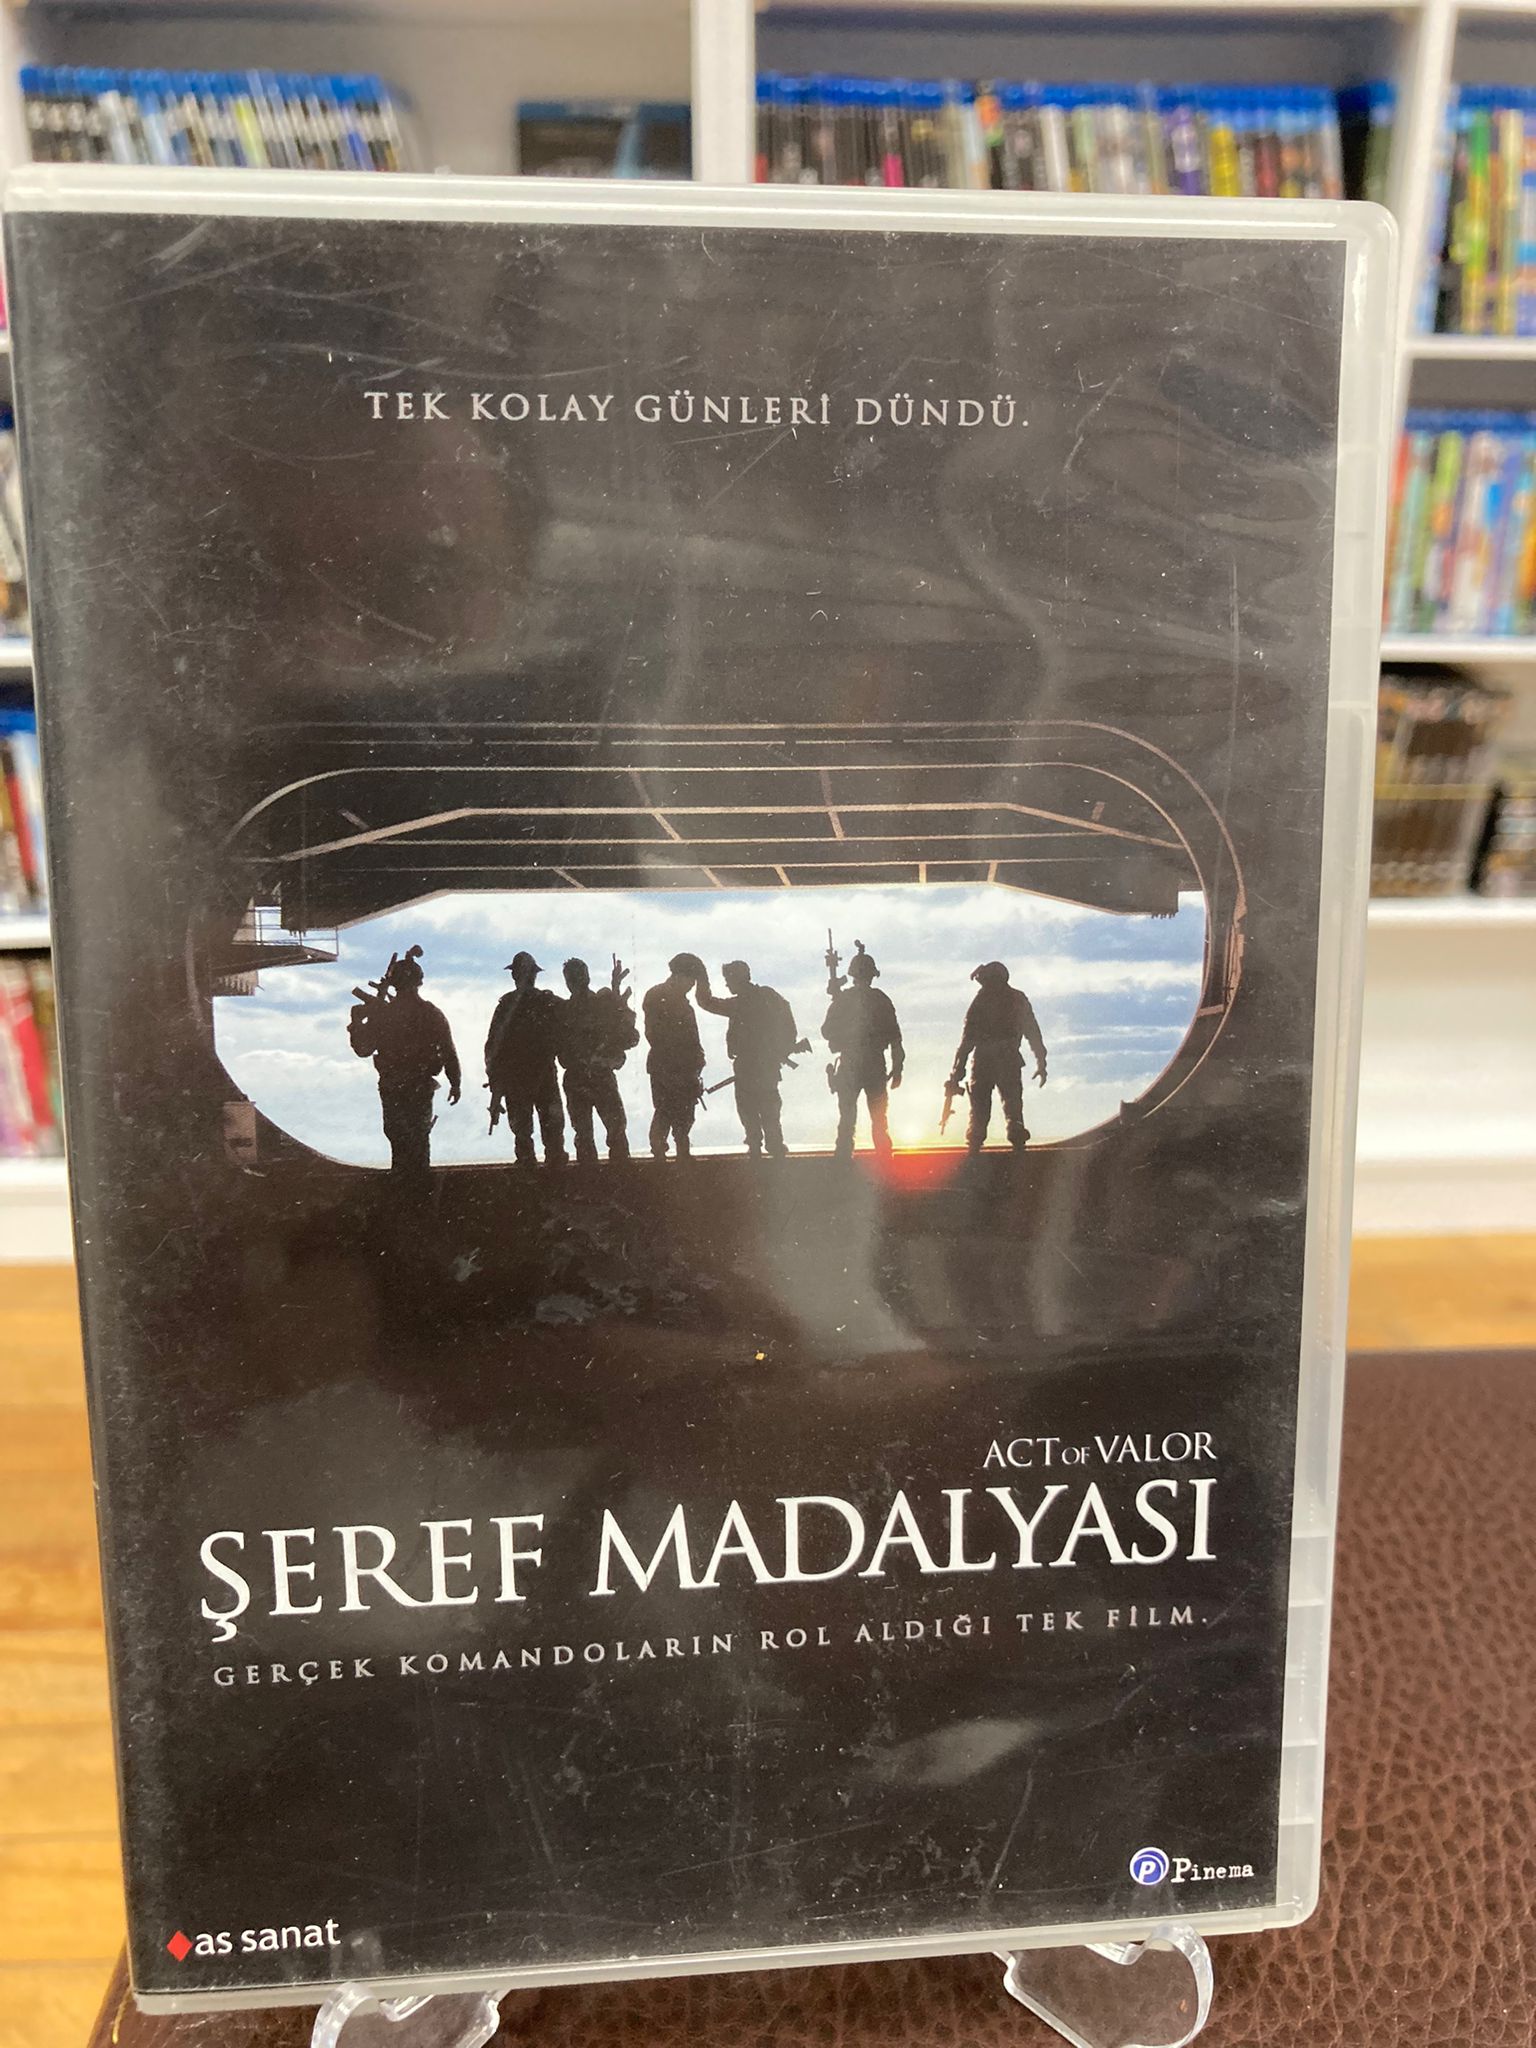 TEK KOLAY GÜNLERİ DÜNDÜ.
ACT OF VALOR
ŞEREF MADALYASI
GERÇEK KOMANDOLARIN ROL ALDIĞI TEK FİLM.
P Pinema
as sanat